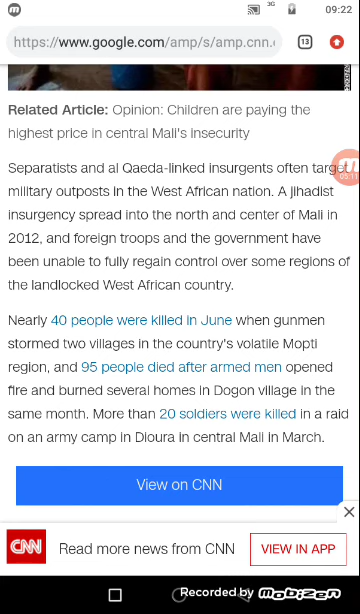 3G
09:22
https://www.google.com/amp/s/amp.cnn.c
13
Related Article: Opinion: Children are paying the
highest price in central Mali's insecurity
Separatists and al Qaeda-linked insurgents often target
military outposts in the West African nation. A jihadist
05:11
insurgency spread into the north and center of Mali in
2012, and foreign troops and the government have
been unable to fully regain control over some regions of
the landlocked West African country.
Nearly 40 people were killed in June when gunmen
stormed two villages in the country's volatile Mopti
region, and 95 people died after armed men opened
fire and burned several homes in Dogon village in the
same month. More than 20 soldiers were killed in a raid
on an army camp in Dioura in central Mali in March.
View on CNN
CNN
Read more news from CNN
VIEW IN APP
Recorded by Mobizen